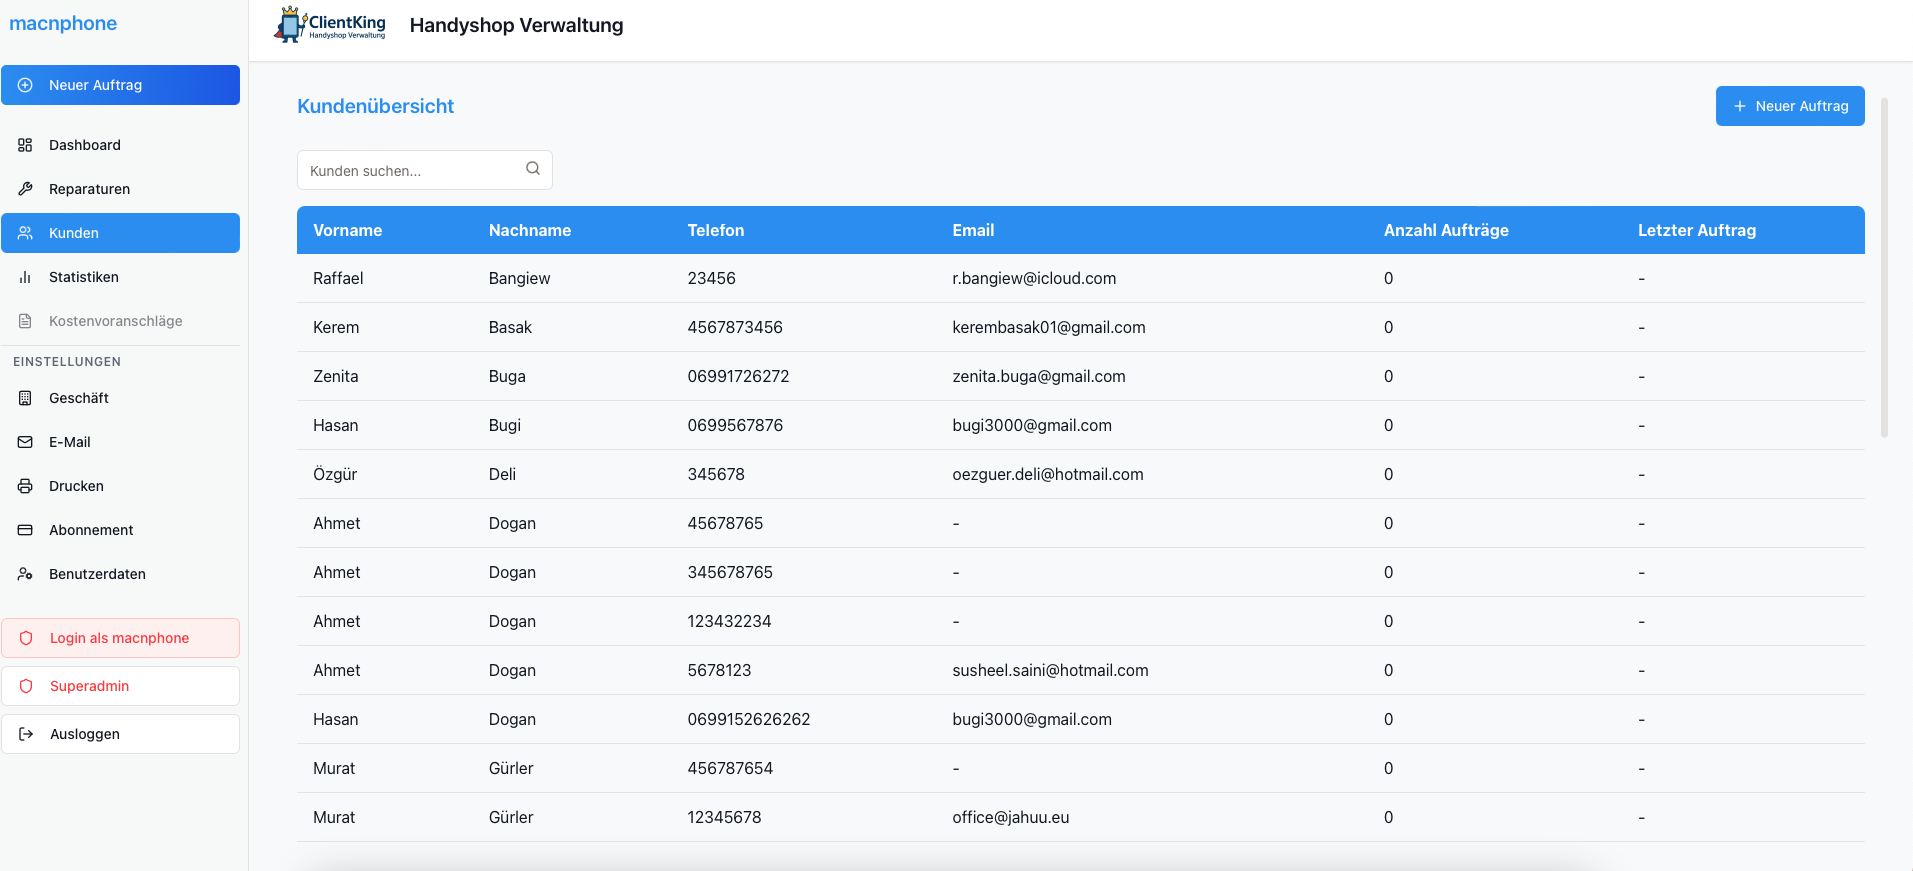 macnphone
Neuer Auftrag
Dashboard
Reparaturen
Kunden
Statistiken
Kostenvoranschläge
EINSTELLUNGEN
Geschäft
E-Mail
Drucken
Abonnement
Benutzerdaten
Login als macnphone
Superadmin
Ausloggen
ClientKing
Handyshop Verwaltung
Handyshop Verwaltung
Kundenübersicht
Neuer Auftrag
Kunden suchen...
Vorname Nachname Telefon Email Anzahl Aufträge Letzter Auftrag
Raffael Bangiew 23456 r.bangiew@icloud.com 0 -
Kerem Basak 4567873456 kerembasak01@gmail.com 0 -
Zenita Buga 06991726272 zenita.buga@gmail.com 0 -
Hasan Bugi 0699567876 bugi3000@gmail.com 0 -
Özgür Deli 345678 oezguer.deli@hotmail.com 0 -
Ahmet Dogan 45678765 - 0 -
Ahmet Dogan 345678765 - 0 -
Ahmet Dogan 123432234 - 0 -
Ahmet Dogan 5678123 susheel.saini@hotmail.com 0 -
Hasan Dogan 0699152626262 bugi3000@gmail.com 0 -
Murat Gürler 456787654 - 0 -
Murat Gürler 12345678 office@jahuu.eu 0 -